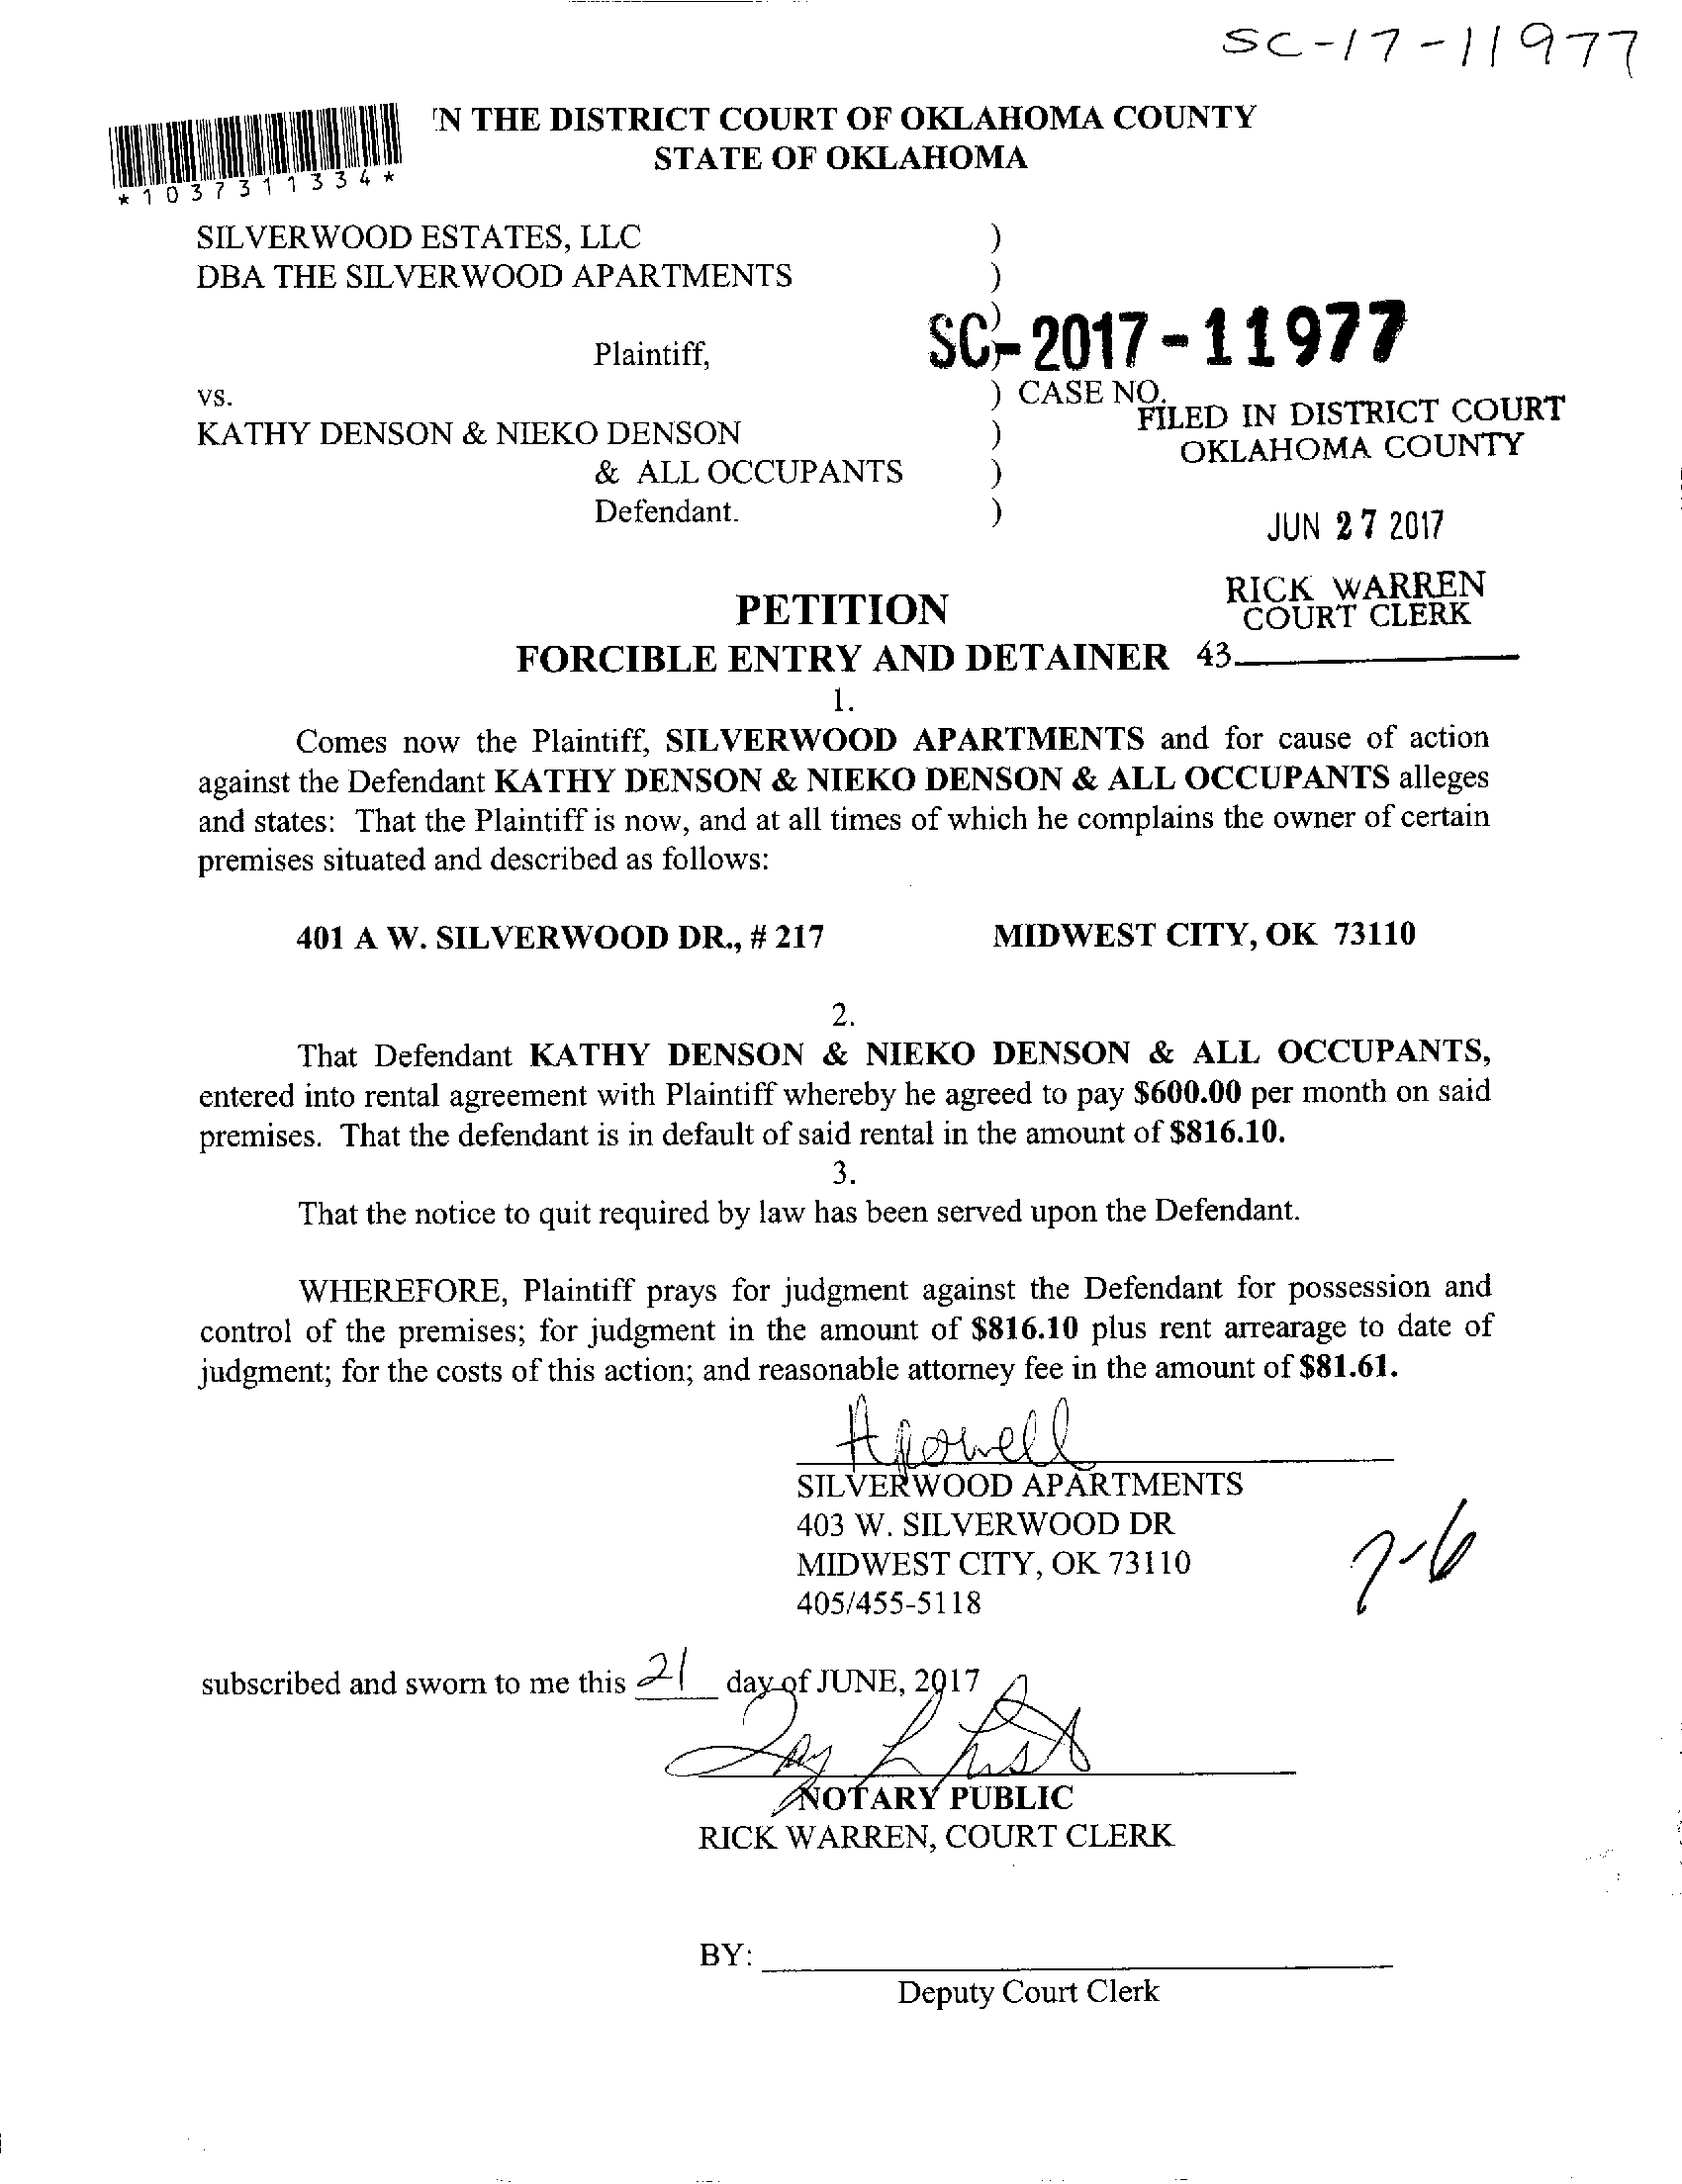 SC-17-11977
'N THE DISTRICT COURT OF OKLAHOMA COUNTY
STATE OF OKLAHOMA
*1037311334*
SILVERWOOD ESTATES, LLC )
DBA THE SILVERWOOD APARTMENTS )
)
SC-2017-11977
Plaintiff, )
vs. ) CASE NO.
FILED IN DISTRICT COURT
KATHY DENSON & NIEKO DENSON )
OKLAHOMA COUNTY
& ALL OCCUPANTS )
Defendant. )
JUN 27 2017
RICK WARREN
COURT CLERK
PETITION
FORCIBLE ENTRY AND DETAINER 43
1.
Comes now the Plaintiff, SILVERWOOD APARTMENTS and for cause of action
against the Defendant KATHY DENSON & NIEKO DENSON & ALL OCCUPANTS alleges
and states: That the Plaintiff is now, and at all times of which he complains the owner of certain
premises situated and described as follows:
401 A W. SILVERWOOD DR., # 217 MIDWEST CITY, OK 73110
2.
That Defendant KATHY DENSON & NIEKO DENSON & ALL OCCUPANTS,
entered into rental agreement with Plaintiff whereby he agreed to pay $600.00 per month on said
premises. That the defendant is in default of said rental in the amount of $816.10.
3.
That the notice to quit required by law has been served upon the Defendant.
WHEREFORE, Plaintiff prays for judgment against the Defendant for possession and
control of the premises; for judgment in the amount of $816.10 plus rent arrearage to date of
judgment; for the costs of this action; and reasonable attorney fee in the amount of $81.61.
SILVERWOOD APARTMENTS
403 W. SILVERWOOD DR
MIDWEST CITY, OK 73110
7-6
405/455-5118
subscribed and sworn to me this 21 day of JUNE, 2017
NOTARY PUBLIC
RICK WARREN, COURT CLERK
BY:
Deputy Court Clerk